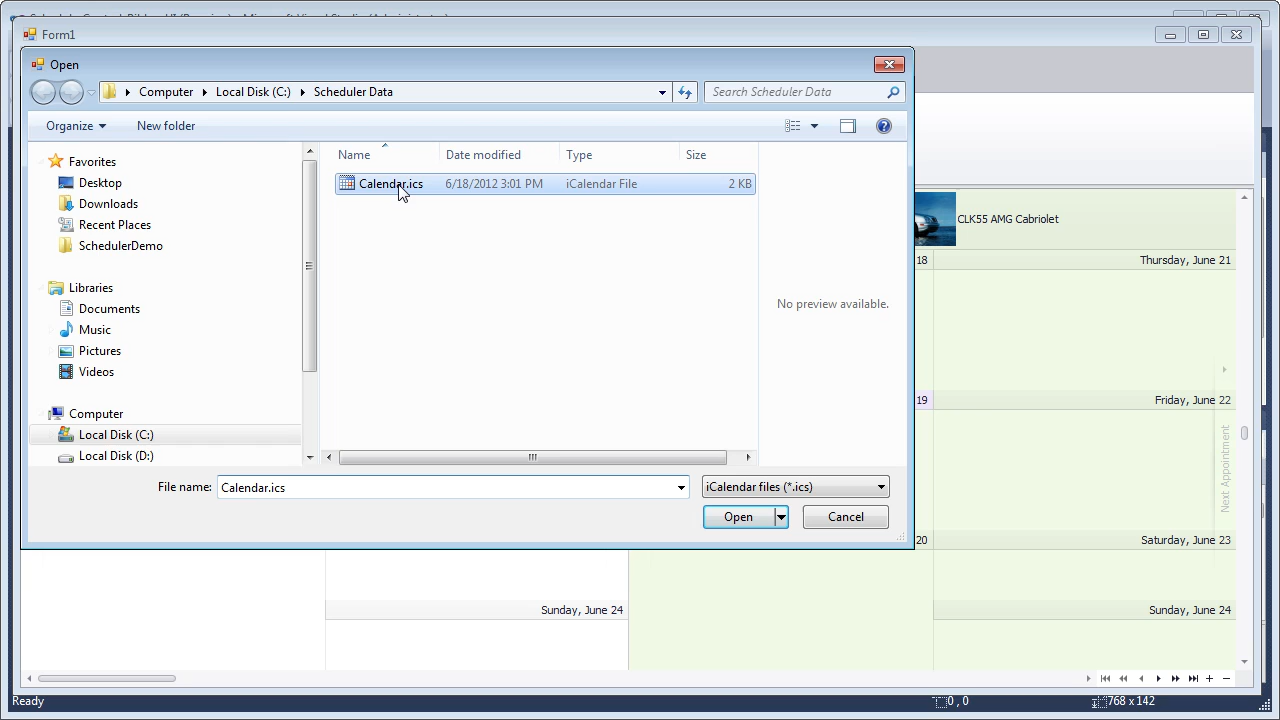 Form1
Open
Computer
Local Disk (C:)
Scheduler Data
Search Scheduler Data
Organize
New folder
Name
Date modified
Type
Size
Calendar.ics
6/18/2012 3:01 PM
iCalendar File
2 KB
Favorites
Desktop
Downloads
Recent Places
SchedulerDemo
Libraries
Documents
Music
Pictures
Videos
Computer
Local Disk (C:)
Local Disk (D:)
No preview available.
File name:
Calendar.ics
iCalendar files (*.ics)
Open
Cancel
CLK55 AMG Cabriolet
18
Thursday, June 21
19
Friday, June 22
Next Appointment
20
Saturday, June 23
Sunday, June 24
Sunday, June 24
Ready
0 , 0
768 x 142